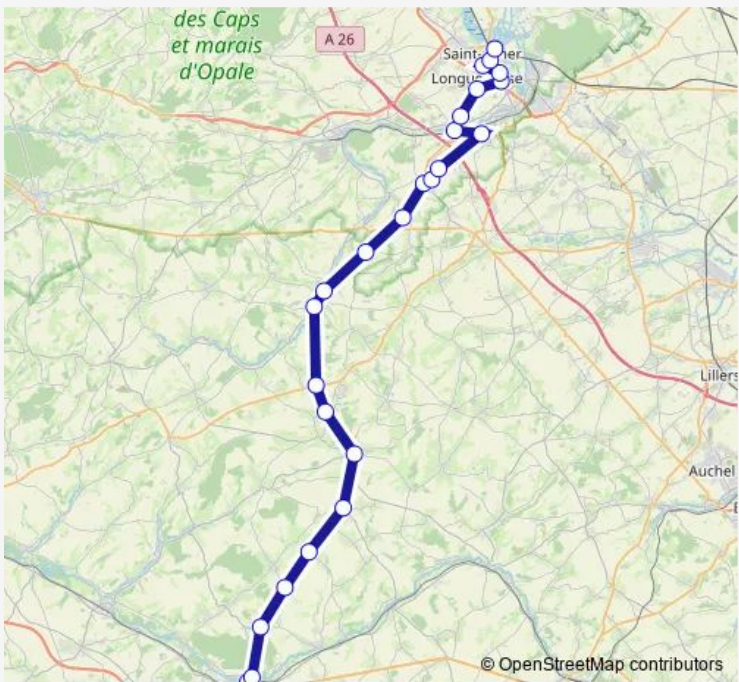 des Caps
et marais
d'Opale
A 26
Lillers
Auchel
© OpenStreetMap contributors